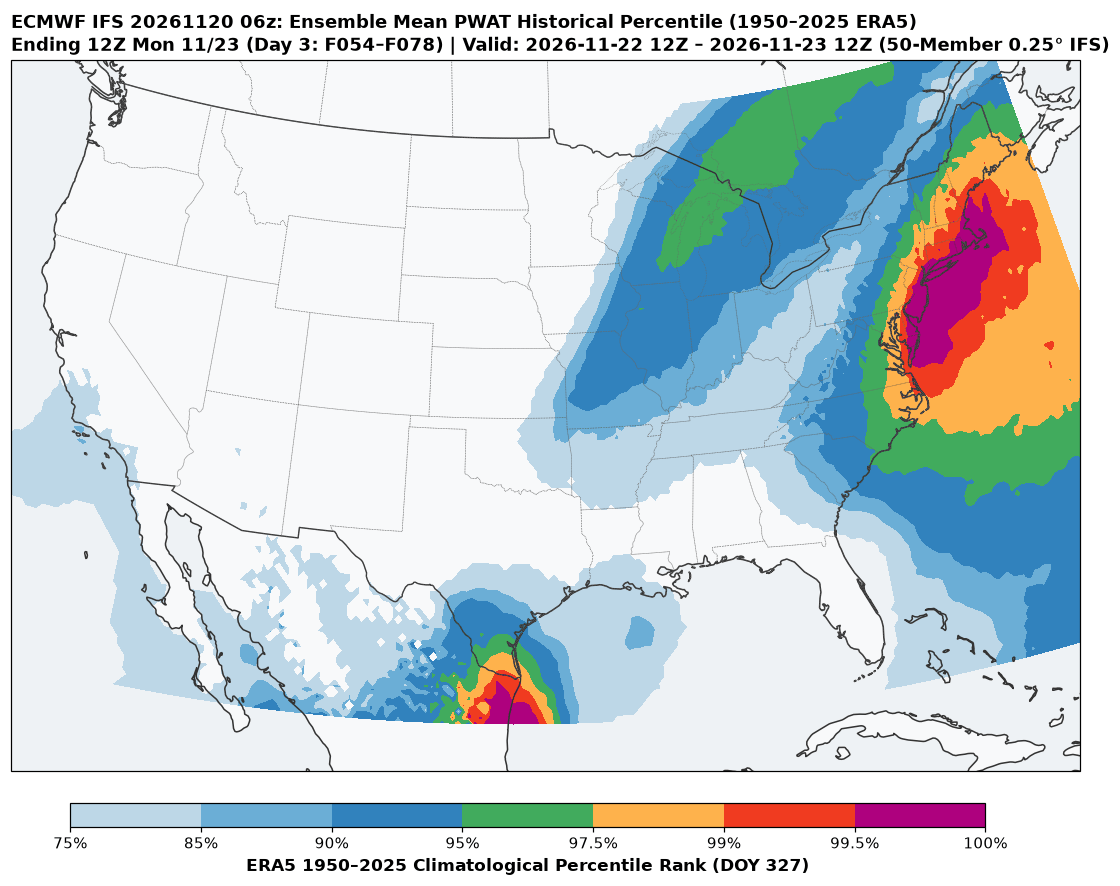 ECMWF IFS 20261120 06z: Ensemble Mean PWAT Historical Percentile (1950–2025 ERA5)
Ending 12Z Mon 11/23 (Day 3: F054–F078) | Valid: 2026-11-22 12Z – 2026-11-23 12Z (50-Member 0.25° IFS)
75% 85% 90% 95% 97.5% 99% 99.5% 100%
ERA5 1950–2025 Climatological Percentile Rank (DOY 327)